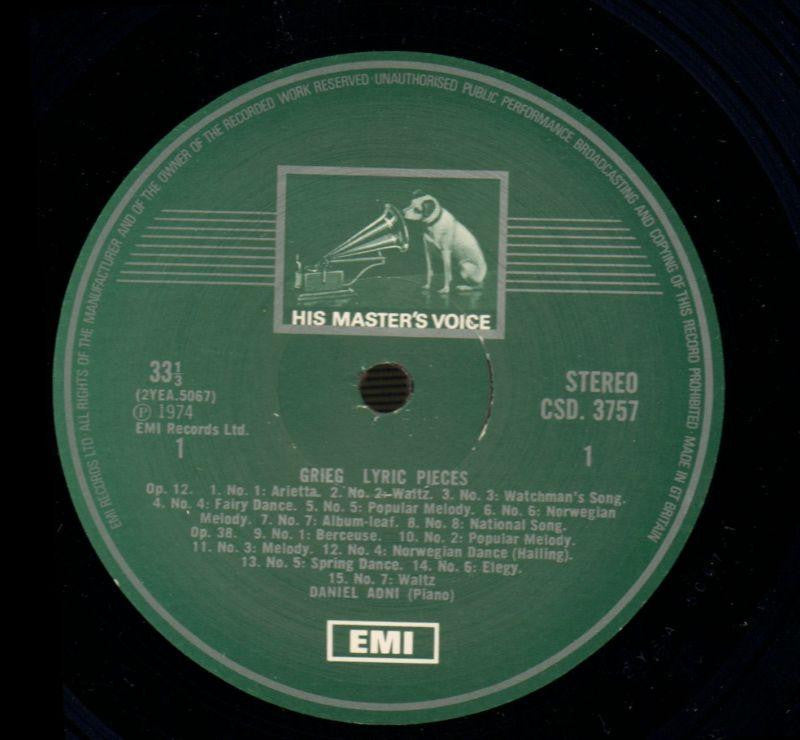 EMI RECORDS LTD ALL RIGHTS OF THE MANUFACTURER AND OF THE OWNER OF THE RECORDED WORK RESERVED · UNAUTHORISED PUBLIC PERFORMANCE BROADCASTING AND COPYING OF THIS RECORD PROHIBITED · MADE IN GT BRITAIN
HIS MASTER'S VOICE
33⅓
(2YEA.5067)
Ⓟ 1974
EMI Records Ltd.
1
STEREO
CSD. 3757
1
GRIEG LYRIC PIECES
Op. 12. 1. No. 1: Arietta. 2. No. 2: Waltz. 3. No. 3: Watchman's Song.
4. No. 4: Fairy Dance. 5. No. 5: Popular Melody. 6. No. 6: Norwegian
Melody. 7. No. 7: Album-leaf. 8. No. 8: National Song.
Op. 38. 9. No. 1: Berceuse. 10. No. 2: Popular Melody.
11. No. 3: Melody. 12. No. 4: Norwegian Dance (Halling).
13. No. 5: Spring Dance. 14. No. 6: Elegy.
15. No. 7: Waltz
DANIEL ADNI (Piano)
EMI